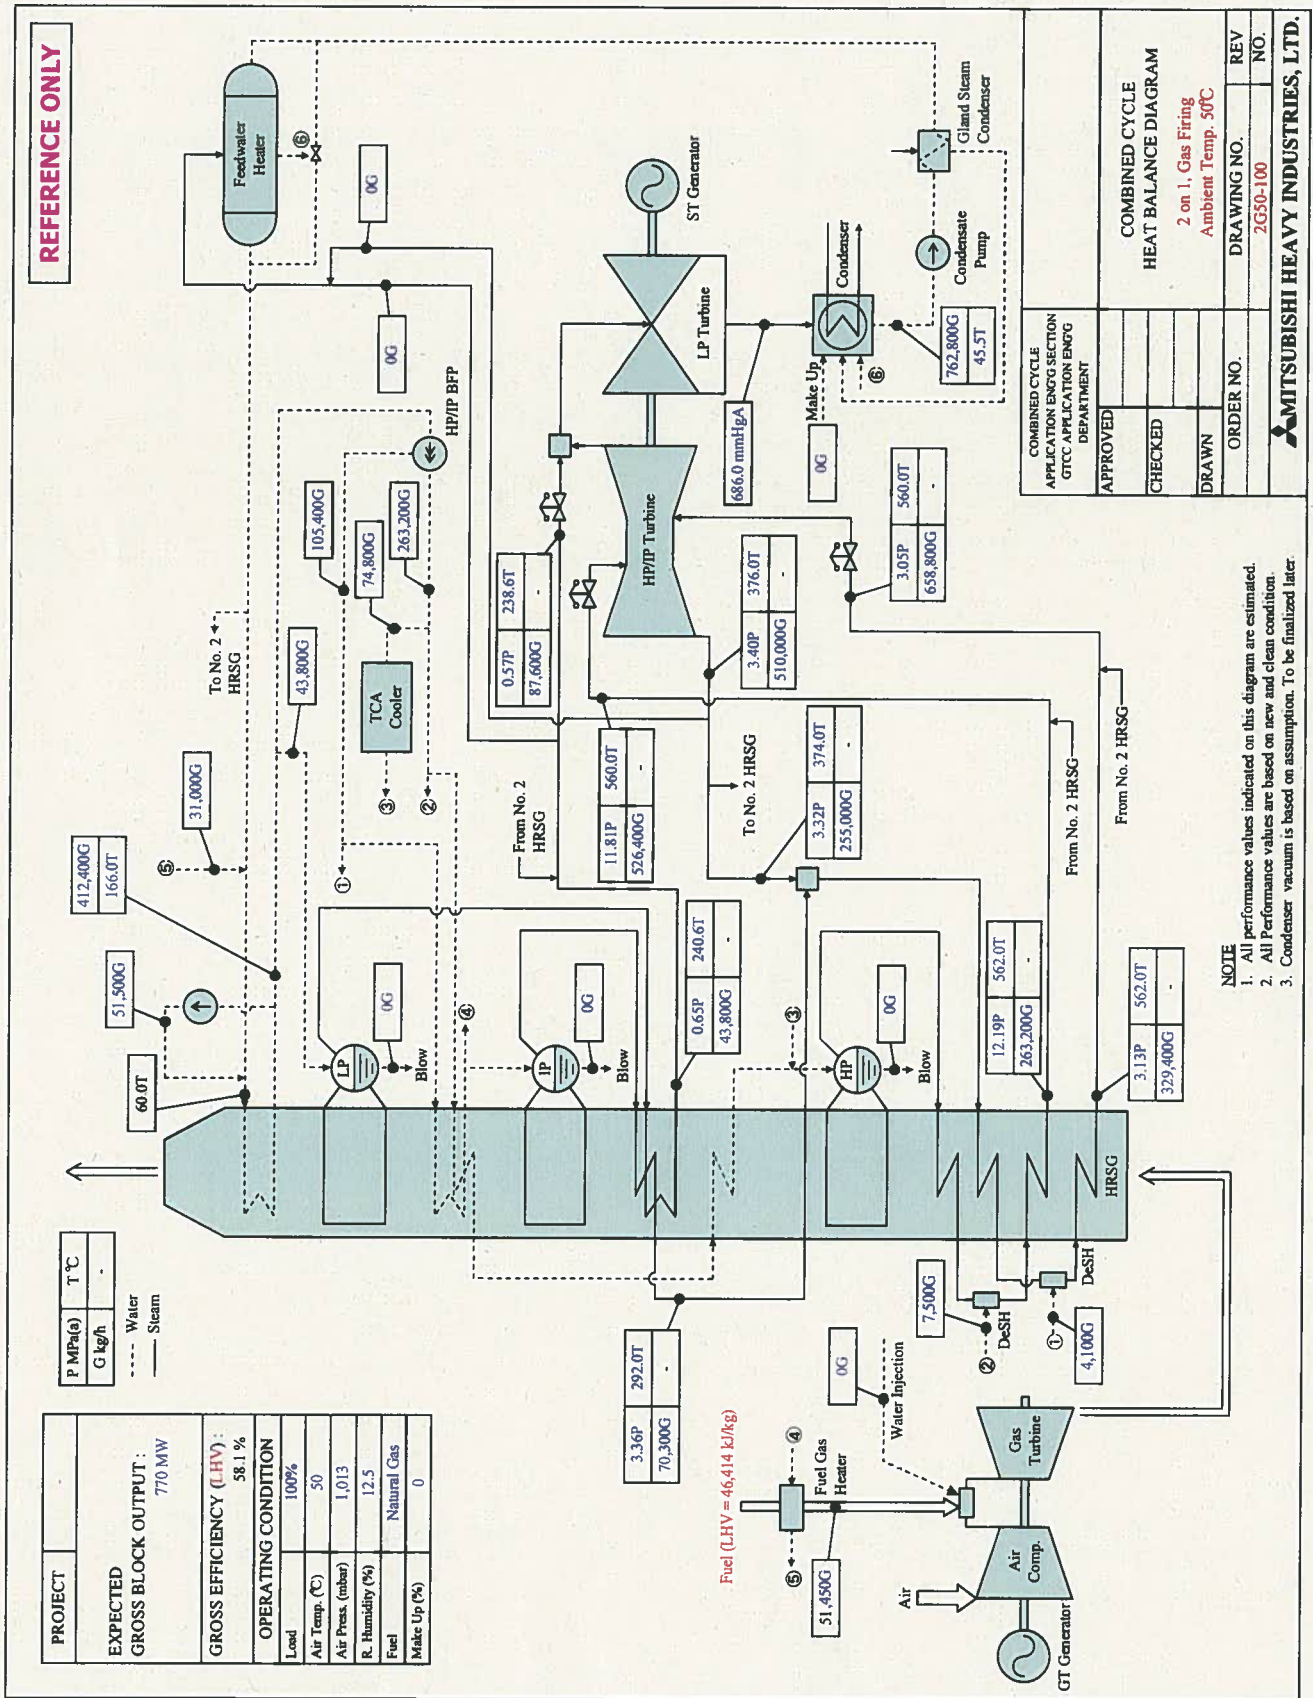 REFERENCE ONLY
PROJECT
-
EXPECTED
GROSS BLOCK OUTPUT :
770 MW
GROSS EFFICIENCY (LHV) :
58.1 %
OPERATING CONDITION
Load 100%
Air Temp. (℃) 50
Air Press. (mbar) 1,013
R. Humidity (%) 12.5
Fuel Natural Gas
Make Up (%) 0
P MPa(a) T ℃
G kg/h -
Water
Steam
60.0T
51,500G
412,400G
166.0T
⑤
31,000G
To No. 2
HRSG
43,800G
105,400G
74,800G
263,200G
HP/IP BFP
TCA
Cooler
③
②
①
Feedwater
Heater
⑥
0G
0G
LP
0G
Blow
④
IP
0G
Blow
From No. 2
HRSG
0.57P 238.6T
87,600G -
HP/IP Turbine
LP Turbine
ST Generator
686.0 mmHgA
Make Up
0G
Condenser
⑥
762,800G
45.5T
Condensate
Pump
Gland Steam
Condenser
11.81P 560.0T
526,400G -
3.40P 376.0T
510,000G -
3.05P 560.0T
658,800G -
To No. 2 HRSG
3.32P 374.0T
255,000G -
0.65P 240.6T
43,800G -
③
HP
0G
Blow
12.19P 562.0T
263,200G -
3.13P 562.0T
329,400G -
From No. 2 HRSG
From No. 2 HRSG
HRSG
3.36P 292.0T
70,300G -
7,500G
②
DeSH
DeSH
①
4,100G
Fuel (LHV = 46,414 kJ/kg)
④
⑤
Fuel Gas
Heater
51,450G
0G
Water Injection
Air
Air
Comp.
Gas
Turbine
GT Generator
NOTE
1. All performance values indicated on this diagram are estimated.
2. All Performance values are based on new and clean condition.
3. Condenser vacuum is based on assumption. To be finalized later
COMBINED CYCLE
APPLICATION ENG'G SECTION
GTCC APPLICATION ENG'G
DEPARTMENT
APPROVED
CHECKED
DRAWN
COMBINED CYCLE
HEAT BALANCE DIAGRAM
2 on 1, Gas Firing
Ambient Temp. 50℃
ORDER NO.
DRAWING NO.
REV
2G50-100
NO.
MITSUBISHI HEAVY INDUSTRIES, LTD.